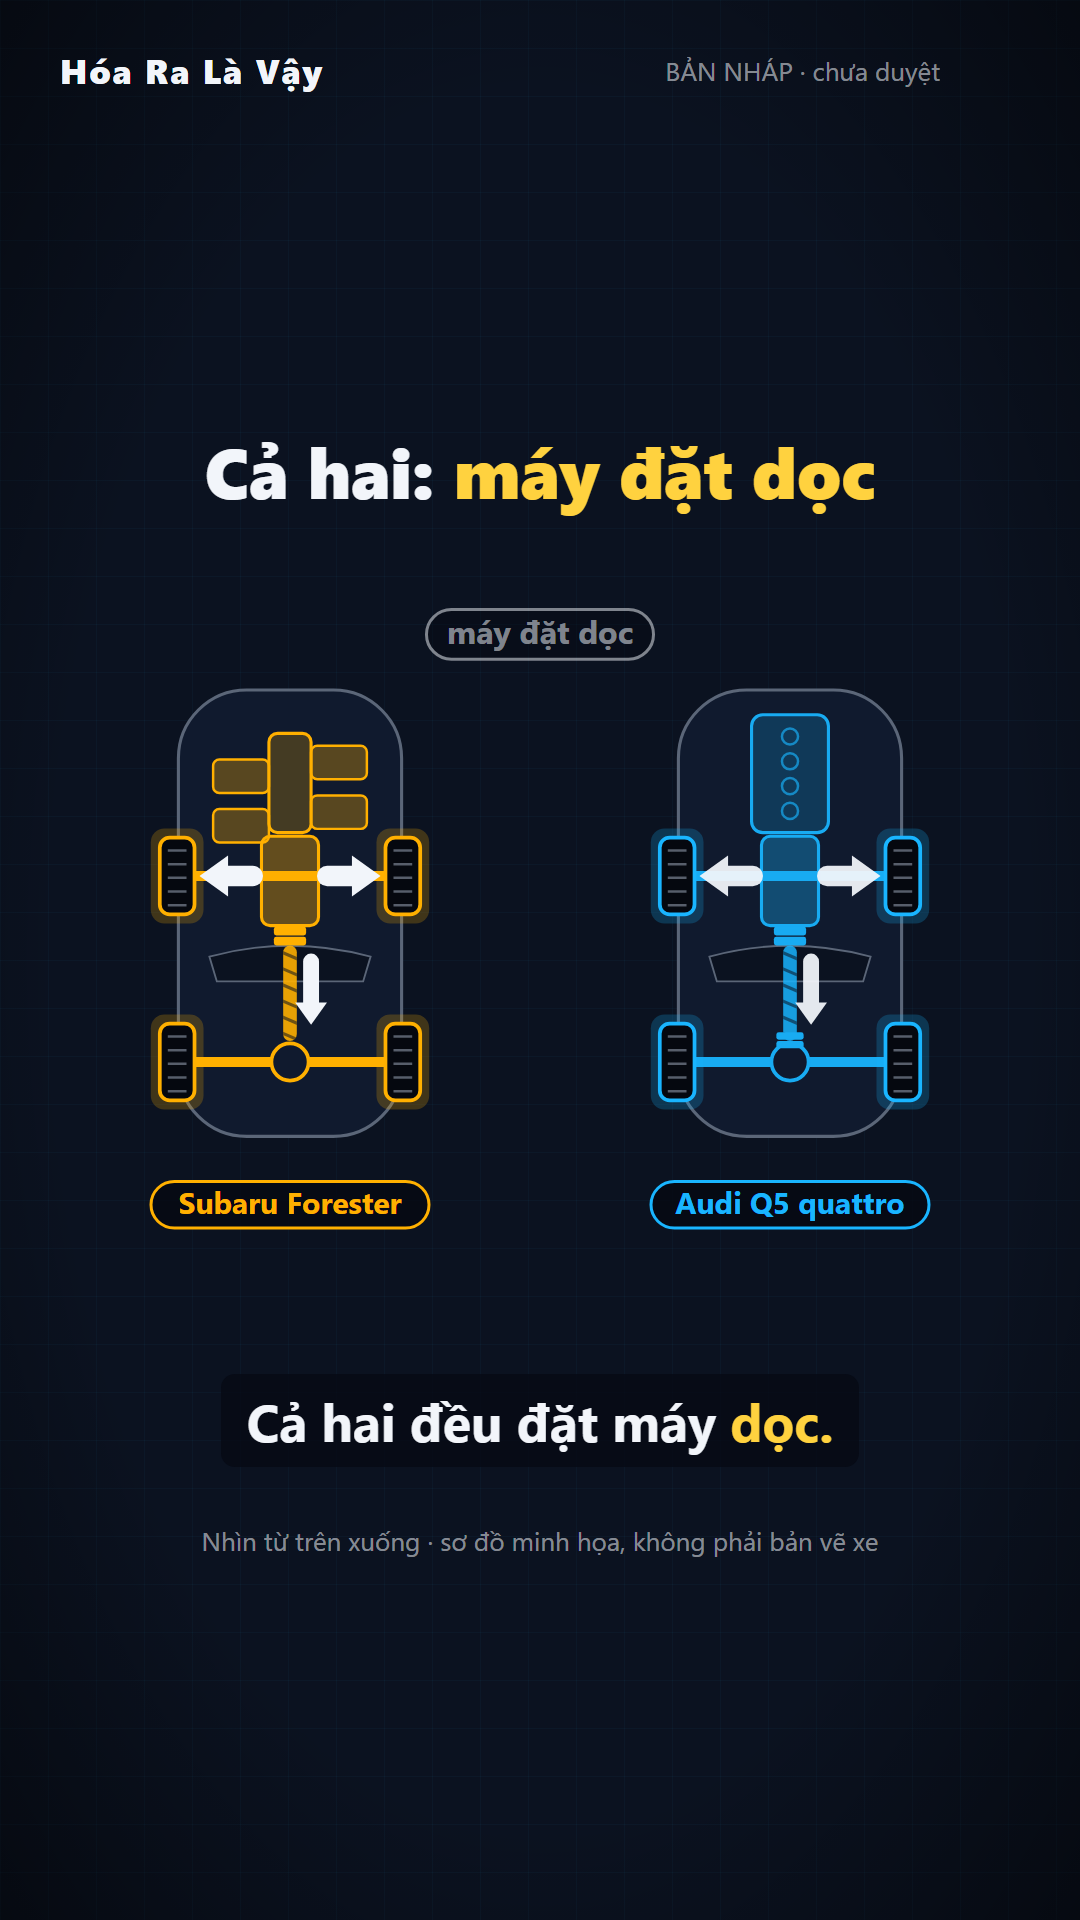 Hóa Ra Là Vậy
BẢN NHÁP · chưa duyệt
Cả hai: máy đặt dọc
máy đặt dọc
Subaru Forester
Audi Q5 quattro
Cả hai đều đặt máy dọc.
Nhìn từ trên xuống · sơ đồ minh họa, không phải bản vẽ xe